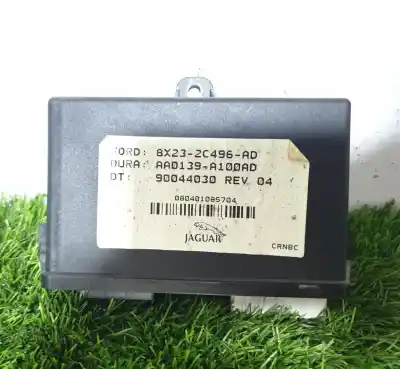 FORD: 8X23-2C496-AD
DURA: AA0139-A100AD
DT: 90044030 REV 04
080401085704
JAGUAR
CRNBC